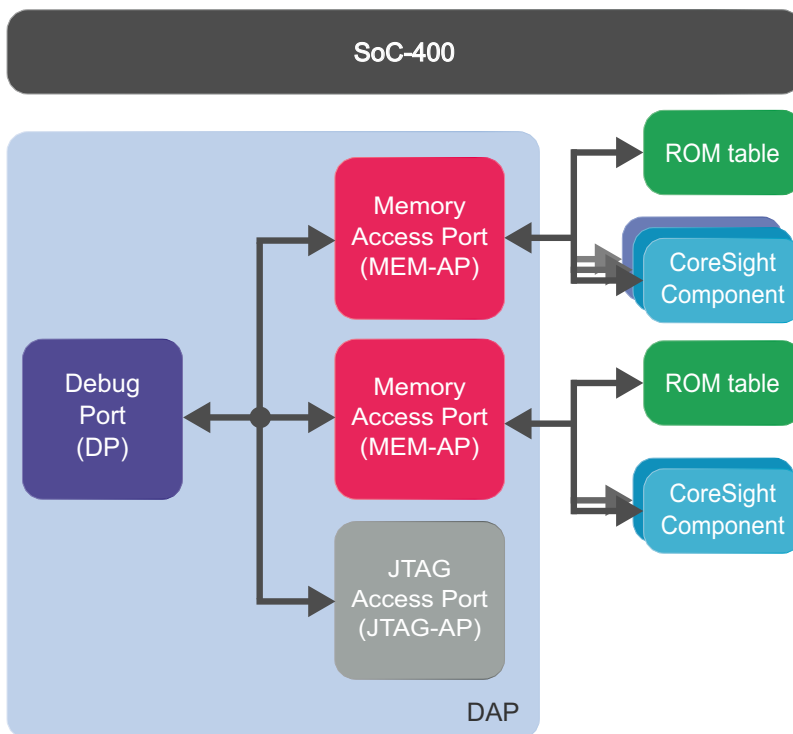 SoC-400
Debug
Port
(DP)
Memory
Access Port
(MEM-AP)
Memory
Access Port
(MEM-AP)
JTAG
Access Port
(JTAG-AP)
DAP
ROM table
CoreSight
Component
ROM table
CoreSight
Component